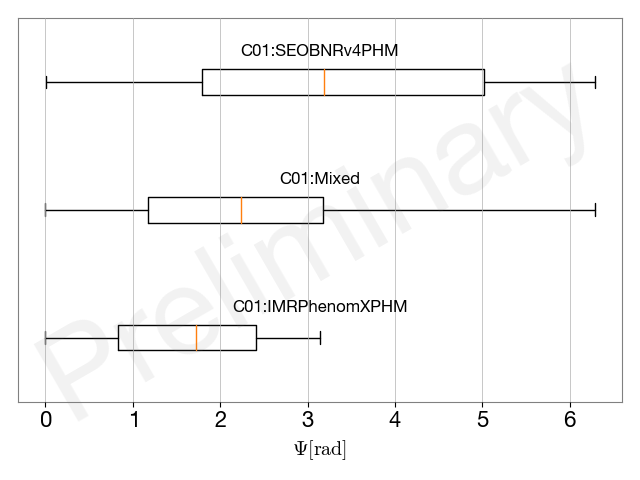 C01:SEOBNRv4PHM
C01:Mixed
C01:IMRPhenomXPHM
Preliminary
0 1 2 3 4 5 6
Ψ[rad]